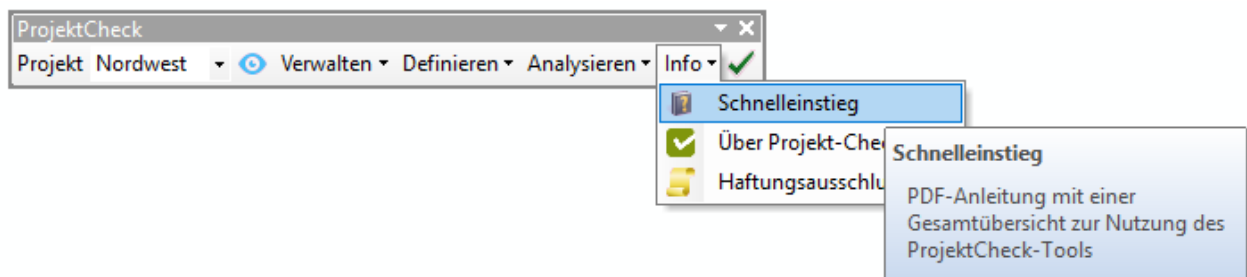 ProjektCheck
Projekt Nordwest Verwalten Definieren Analysieren Info
Schnelleinstieg
Über Projekt-Chec
Haftungsausschlu
Schnelleinstieg
PDF-Anleitung mit einer
Gesamtübersicht zur Nutzung des
ProjektCheck-Tools